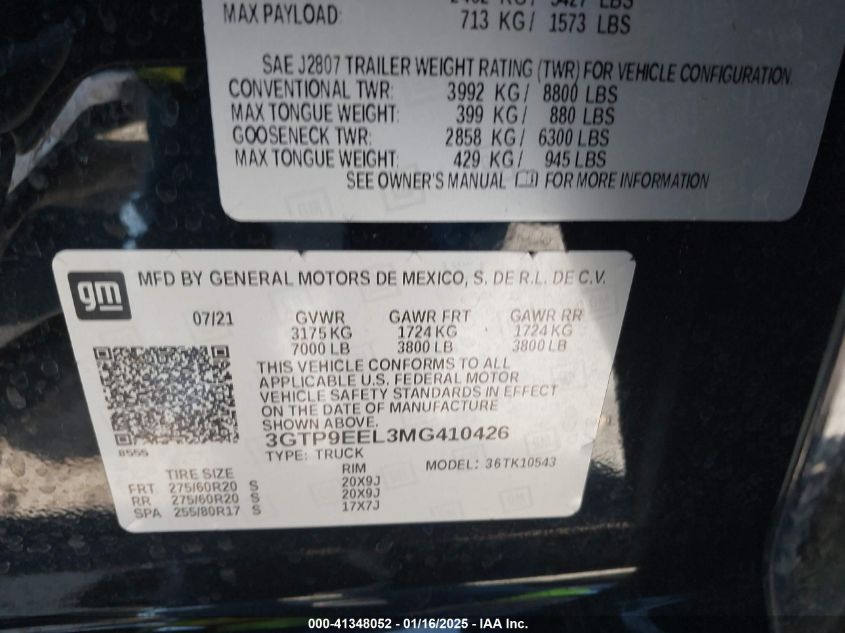 MAX PAYLOAD: 713 KG/ 1573 LBS
SAE J2807 TRAILER WEIGHT RATING (TWR) FOR VEHICLE CONFIGURATION.
CONVENTIONAL TWR: 3992 KG/ 8800 LBS
MAX TONGUE WEIGHT: 399 KG/ 880 LBS
GOOSENECK TWR: 2858 KG/ 6300 LBS
MAX TONGUE WEIGHT: 429 KG/ 945 LBS
SEE OWNER'S MANUAL FOR MORE INFORMATION
gm
MFD BY GENERAL MOTORS DE MEXICO, S. DE R.L. DE C.V.
07/21 GVWR GAWR FRT GAWR RR
3175 KG 1724 KG 1724 KG
7000 LB 3800 LB 3800 LB
THIS VEHICLE CONFORMS TO ALL
APPLICABLE U.S. FEDERAL MOTOR
VEHICLE SAFETY STANDARDS IN EFFECT
ON THE DATE OF MANUFACTURE
SHOWN ABOVE.
3GTP9EEL3MG410426
8555 TYPE: TRUCK MODEL: 36TK10543
TIRE SIZE RIM
FRT 275/60R20 S 20X9J
RR 275/60R20 S 20X9J
SPA 255/80R17 S 17X7J
000-41348052 - 01/16/2025 - IAA Inc.